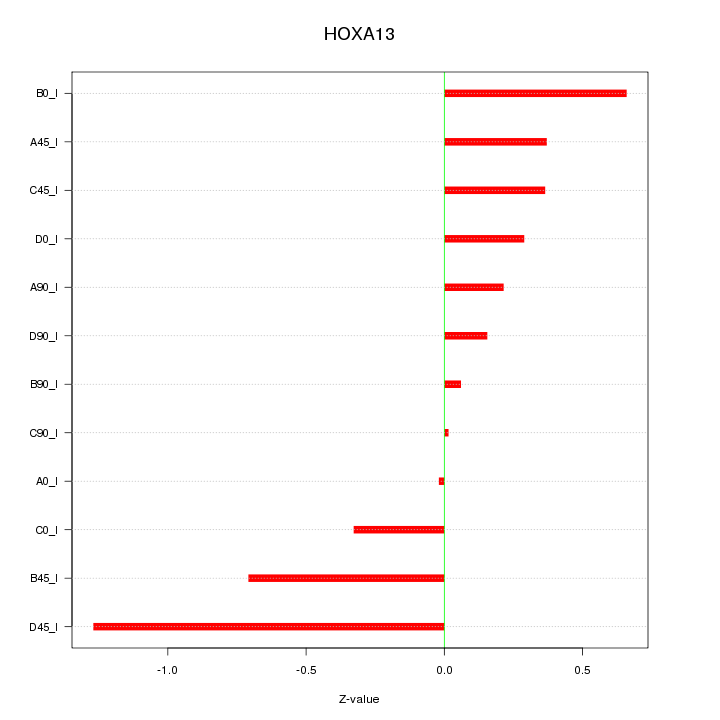 HOXA13
B0_I
A45_I
C45_I
D0_I
A90_I
D90_I
B90_I
C90_I
A0_I
C0_I
B45_I
D45_I
-1.0 -0.5 0.0 0.5
Z-value